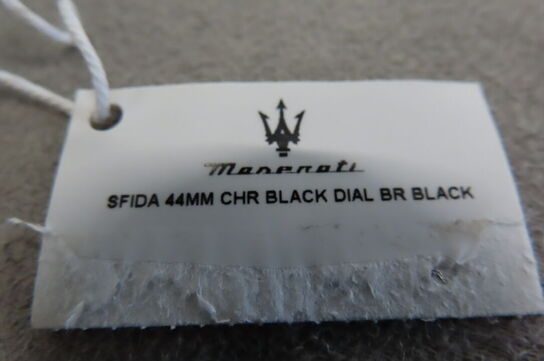 Maserati
SFIDA 44MM CHR BLACK DIAL BR BLACK